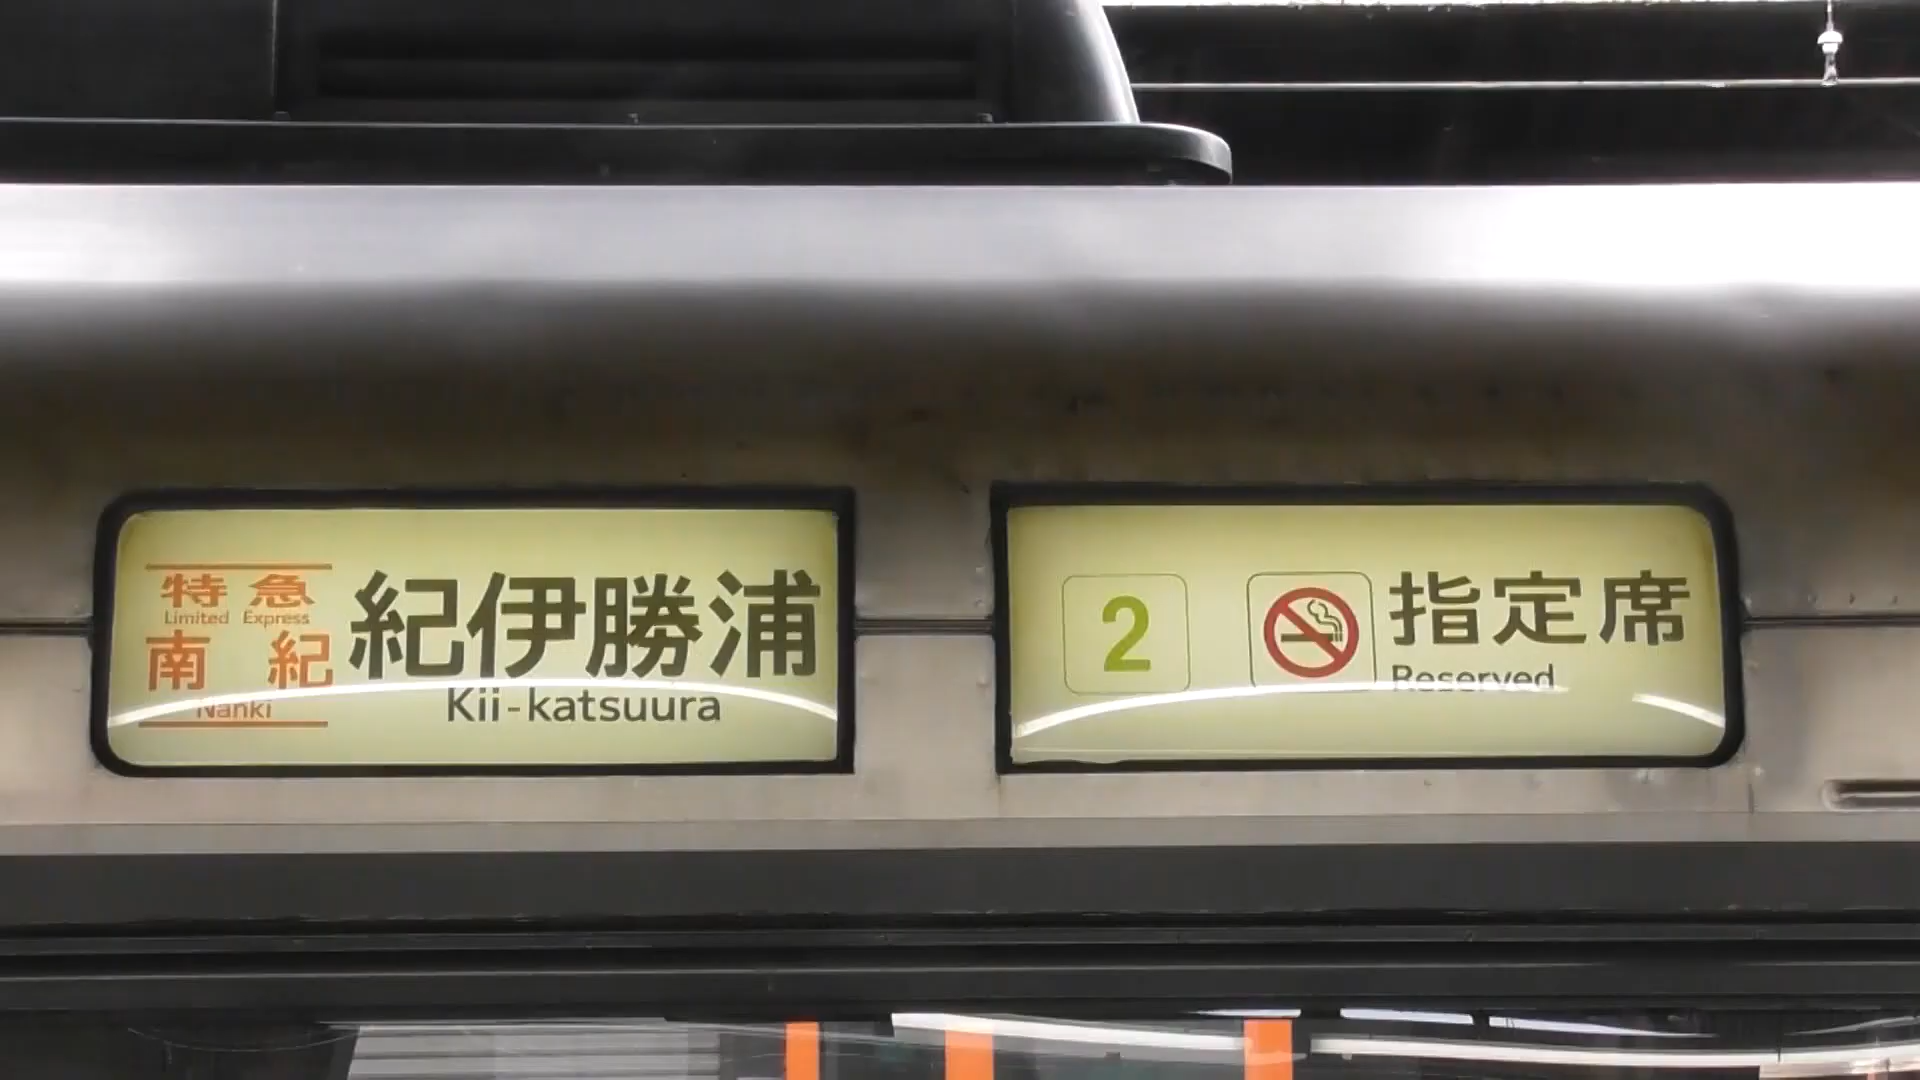 特急
Limited Express
南紀
Nanki
紀伊勝浦
Kii-katsuura
2
指定席
Reserved